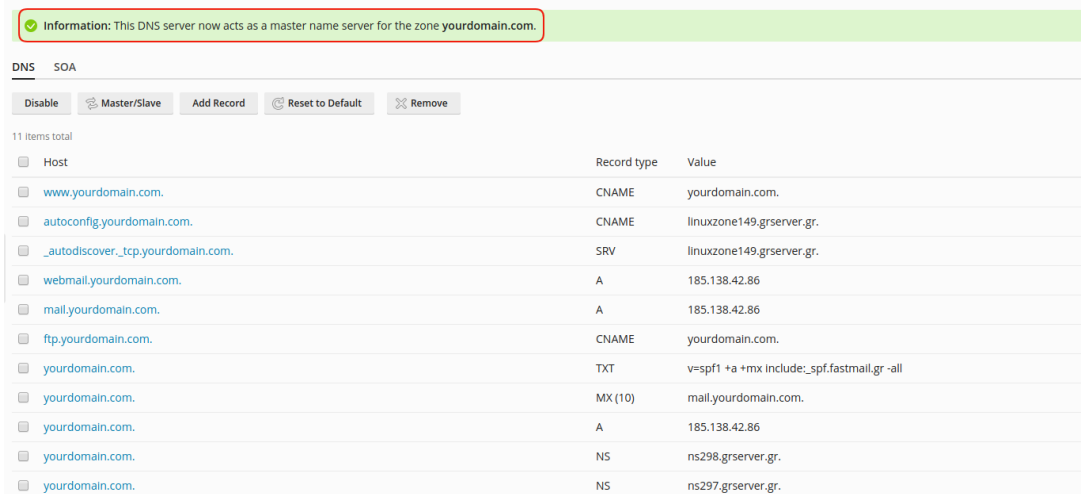 Information: This DNS server now acts as a master name server for the zone yourdomain.com.
DNS SOA
Disable Master/Slave Add Record Reset to Default Remove
11 items total
Host Record type Value
www.yourdomain.com. CNAME yourdomain.com.
autoconfig.yourdomain.com. CNAME linuxzone149.grserver.gr.
_autodiscover._tcp.yourdomain.com. SRV linuxzone149.grserver.gr.
webmail.yourdomain.com. A 185.138.42.86
mail.yourdomain.com. A 185.138.42.86
ftp.yourdomain.com. CNAME yourdomain.com.
yourdomain.com. TXT v=spf1 +a +mx include:_spf.fastmail.gr -all
yourdomain.com. MX (10) mail.yourdomain.com.
yourdomain.com. A 185.138.42.86
yourdomain.com. NS ns298.grserver.gr.
yourdomain.com. NS ns297.grserver.gr.